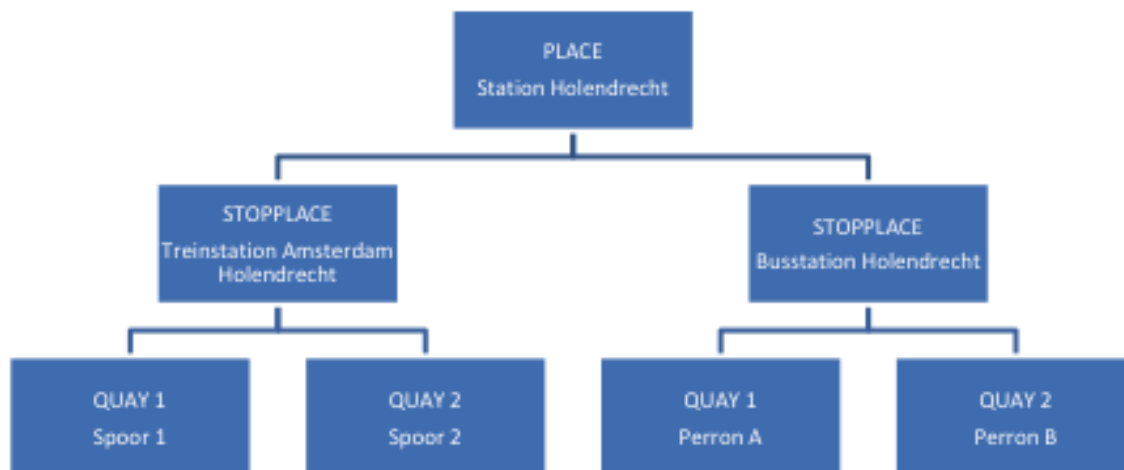 PLACE
Station Holendrecht
STOPPLACE
Treinstation Amsterdam
Holendrecht
STOPPLACE
Busstation Holendrecht
QUAY 1
Spoor 1
QUAY 2
Spoor 2
QUAY 1
Perron A
QUAY 2
Perron B